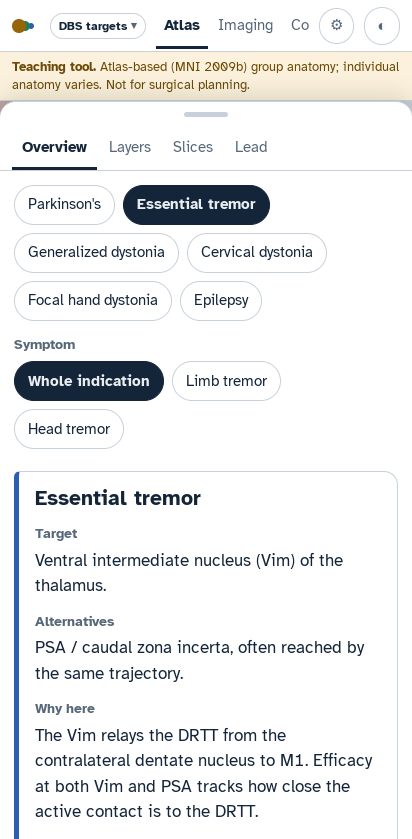 DBS targets ▾ Atlas Imaging Co
Teaching tool. Atlas-based (MNI 2009b) group anatomy; individual
anatomy varies. Not for surgical planning.
Overview Layers Slices Lead
Parkinson's Essential tremor
Generalized dystonia Cervical dystonia
Focal hand dystonia Epilepsy
Symptom
Whole indication Limb tremor
Head tremor
Essential tremor
Target
Ventral intermediate nucleus (Vim) of the
thalamus.
Alternatives
PSA / caudal zona incerta, often reached by
the same trajectory.
Why here
The Vim relays the DRTT from the
contralateral dentate nucleus to M1. Efficacy
at both Vim and PSA tracks how close the
active contact is to the DRTT.